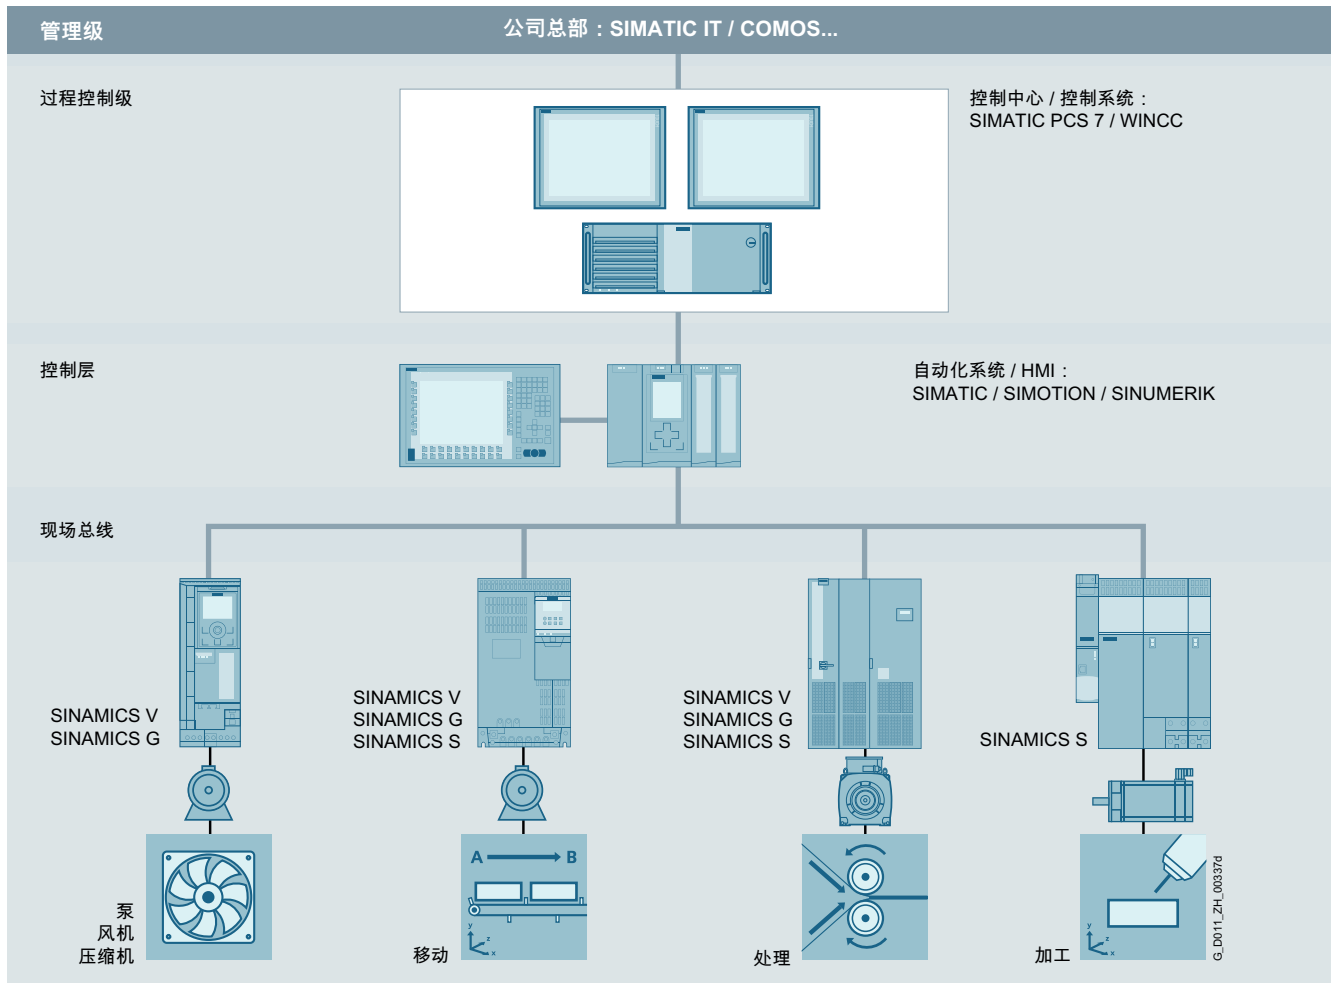 管理级
公司总部：SIMATIC IT / COMOS...
过程控制级
控制中心 / 控制系统：
SIMATIC PCS 7 / WINCC
控制层
自动化系统 / HMI：
SIMATIC / SIMOTION / SINUMERIK
现场总线
SINAMICS V
SINAMICS G
SINAMICS V
SINAMICS G
SINAMICS S
SINAMICS V
SINAMICS G
SINAMICS S
SINAMICS S
泵
风机
压缩机
A B
y
z
x
移动
处理
加工
y
z
x
G_D011_ZH_00337d